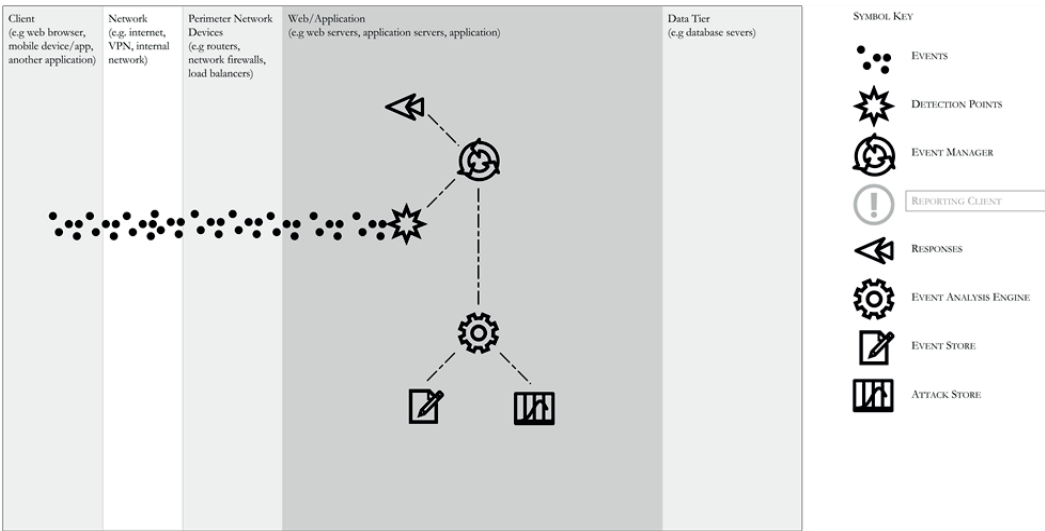 Client
(e.g web browser,
mobile device/app,
another application)
Network
(e.g. internet,
VPN, internal
network)
Perimeter Network
Devices
(e.g routers,
network firewalls,
load balancers)
Web/Application
(e.g web servers, application servers, application)
Data Tier
(e.g database severs)
SYMBOL KEY
EVENTS
DETECTION POINTS
EVENT MANAGER
REPORTING CLIENT
RESPONSES
EVENT ANALYSIS ENGINE
EVENT STORE
ATTACK STORE